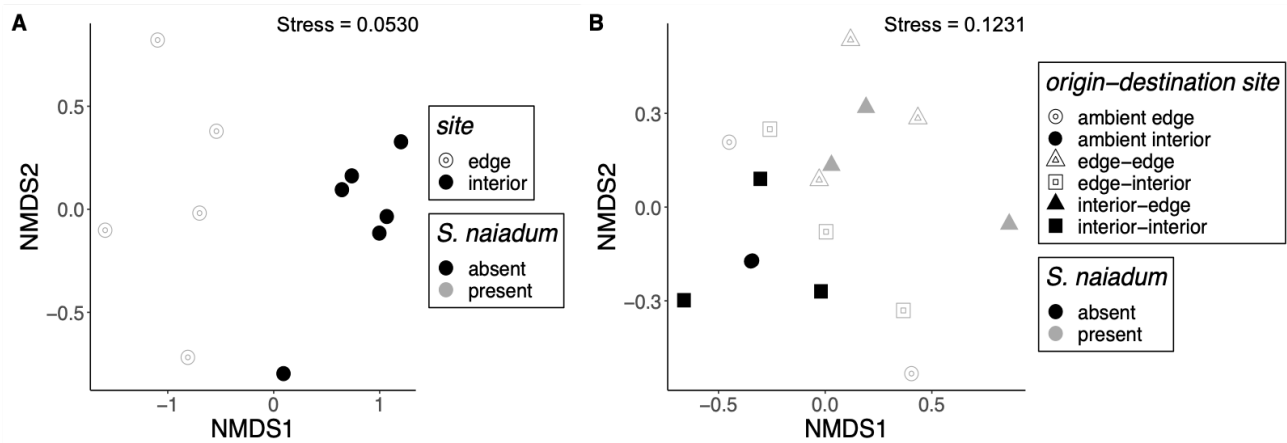 A
Stress = 0.0530
0.5
0.0
−0.5
NMDS2
−1
0
1
NMDS1
site
edge
interior
S. naiadum
absent
present
B
Stress = 0.1231
0.3
0.0
−0.3
NMDS2
−0.5
0.0
0.5
NMDS1
origin−destination site
ambient edge
ambient interior
edge−edge
edge−interior
interior−edge
interior−interior
S. naiadum
absent
present